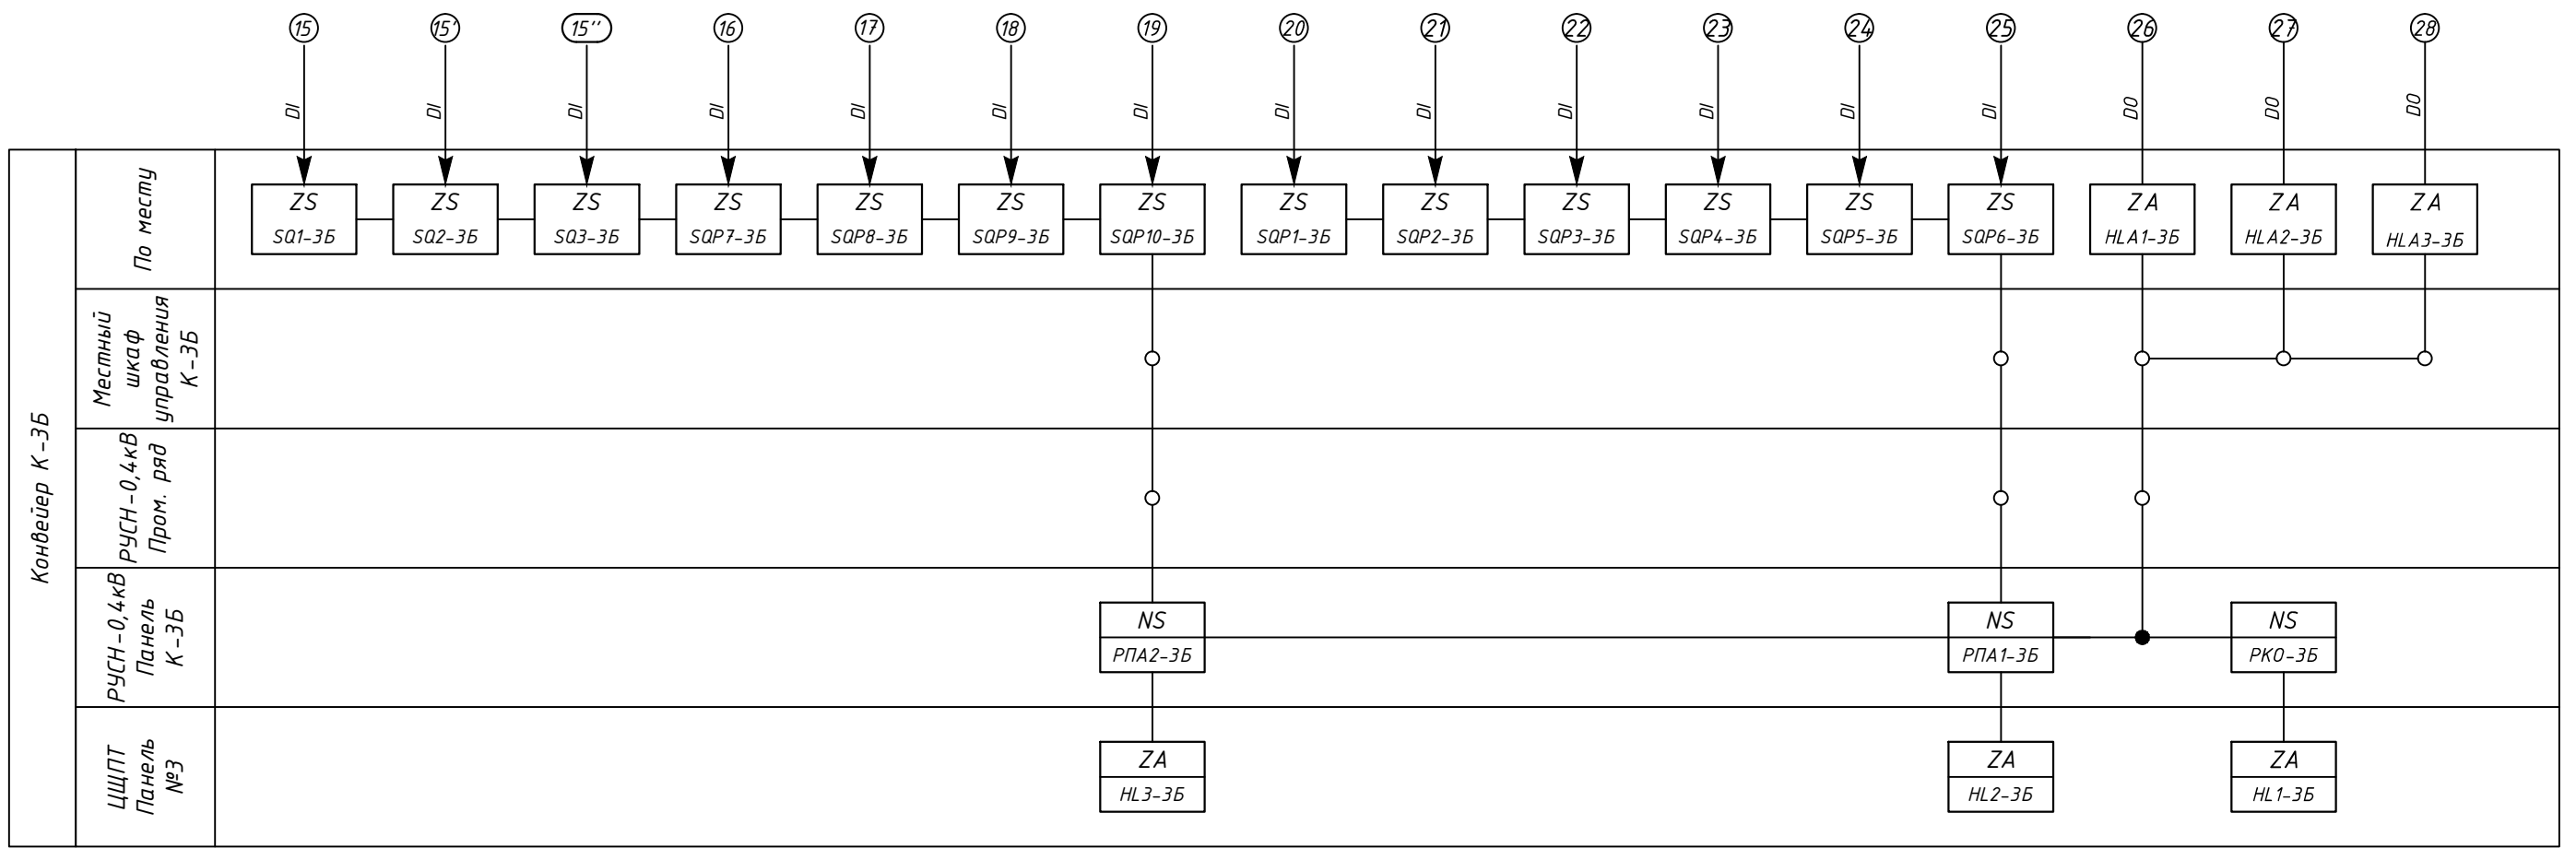 15 15' 15'' 16 17 18 19 20 21 22 23 24 25 26 27 28
DI DI DI DI DI DI DI DI DI DI DI DI DI DO DO DO
Конвейер К-3Б
По месту
ZS ZS ZS ZS ZS ZS ZS ZS ZS ZS ZS ZS ZS ZA ZA ZA
SQ1-3Б SQ2-3Б SQ3-3Б SQP7-3Б SQP8-3Б SQP9-3Б SQP10-3Б SQP1-3Б SQP2-3Б SQP3-3Б SQP4-3Б SQP5-3Б SQP6-3Б HLA1-3Б HLA2-3Б HLA3-3Б
Местный
шкаф
управления
К-3Б
РУСН-0,4кВ
Пром. ряд
РУСН-0,4кВ
Панель
К-3Б
NS NS NS
РПА2-3Б РПА1-3Б РКО-3Б
ЦЩПТ
Панель
№3
ZA ZA ZA
HL3-3Б HL2-3Б HL1-3Б